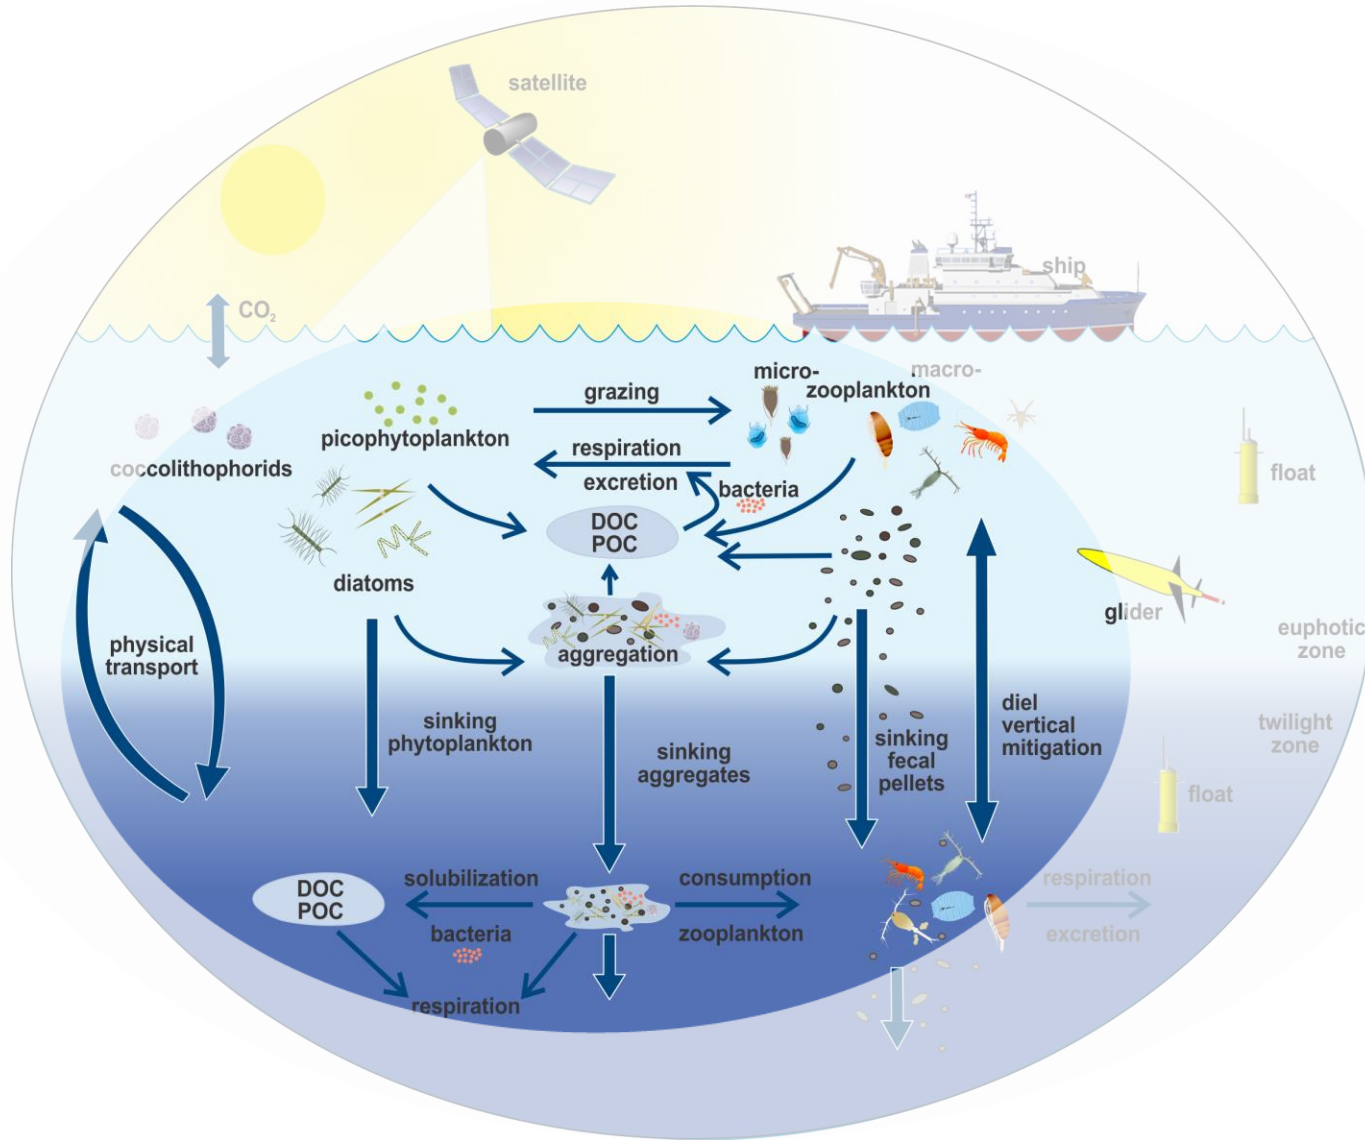 satellite
CO₂
ship
micro-
macro-
zooplankton
grazing
picophytoplankton
respiration
excretion
bacteria
coccolithophorids
float
DOC
POC
diatoms
glider
physical
transport
aggregation
euphotic
zone
sinking
phytoplankton
sinking
aggregates
sinking
fecal
pellets
diel
vertical
mitigation
twilight
zone
float
DOC
POC
solubilization
bacteria
consumption
zooplankton
respiration
excretion
respiration